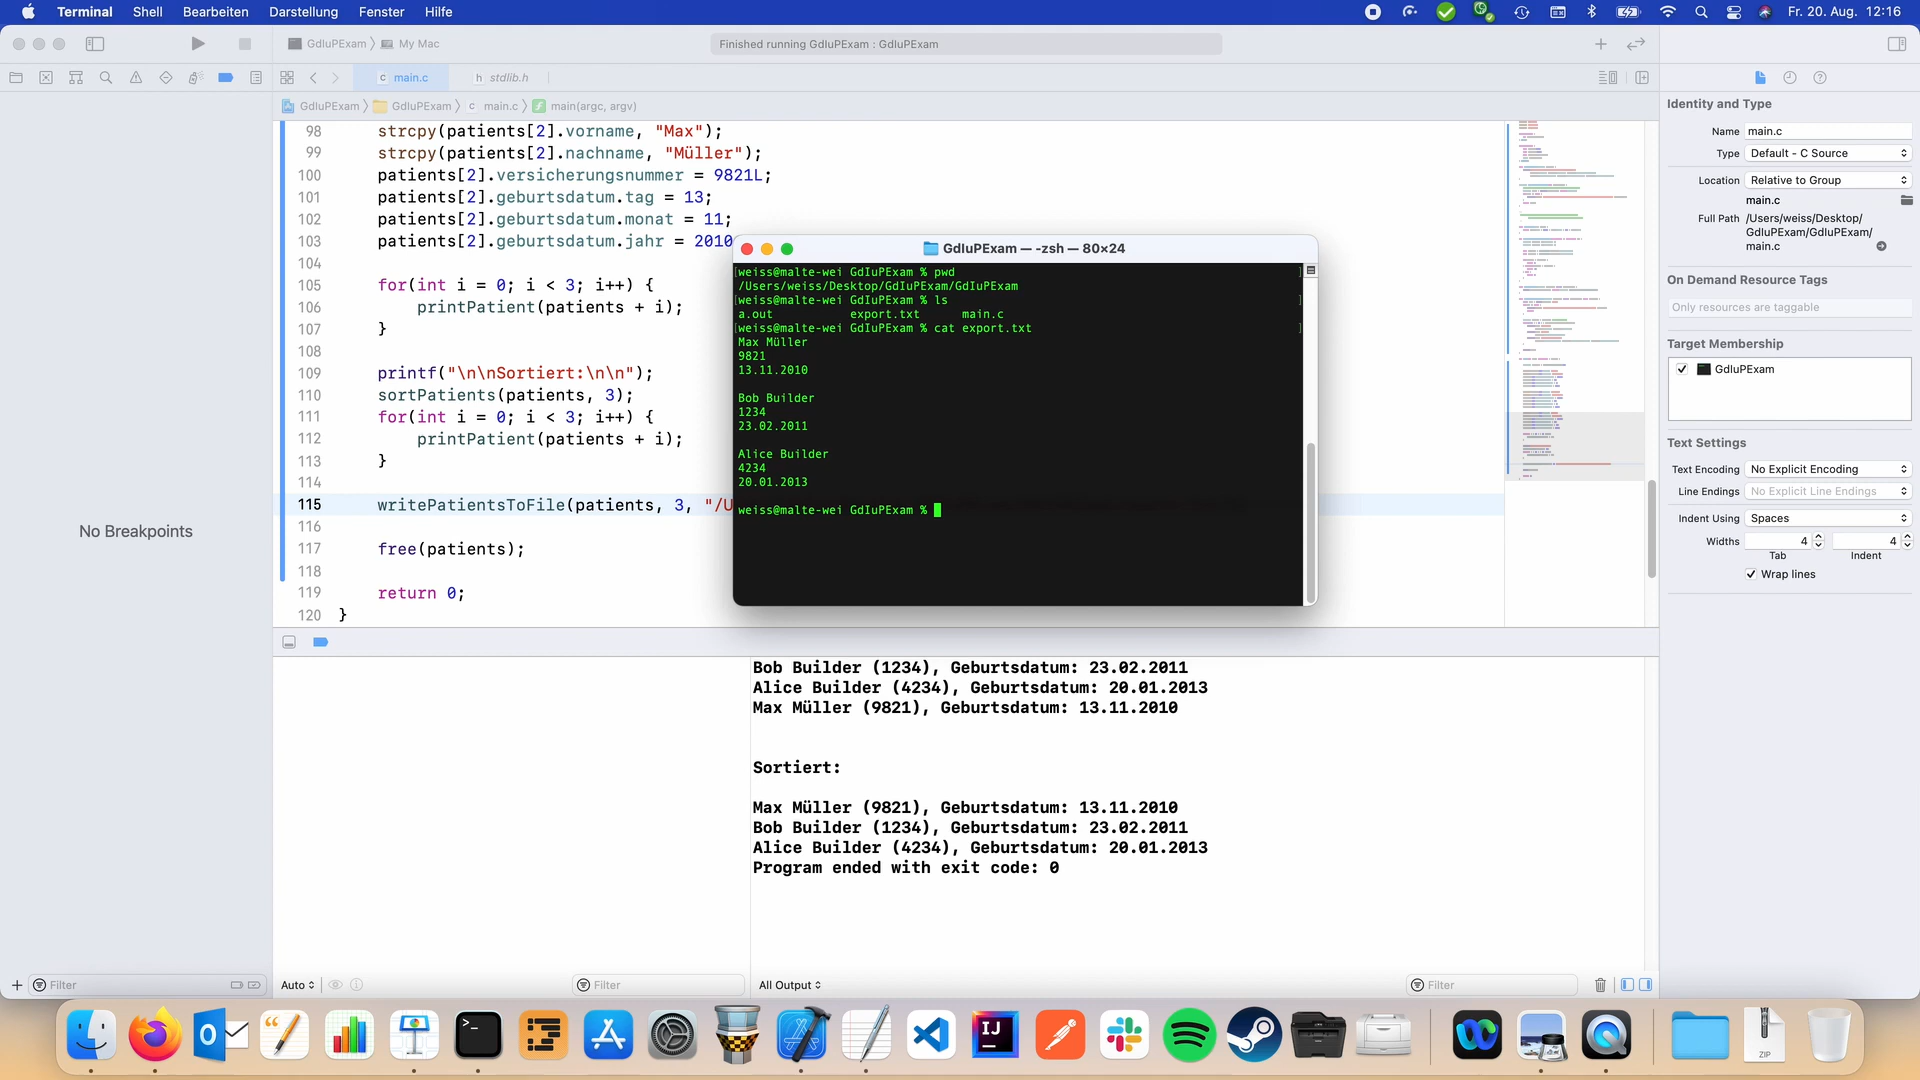 Terminal Shell Bearbeiten Darstellung Fenster Hilfe Fr. 20. Aug. 12:16
GdIuPExam My Mac
Finished running GdIuPExam : GdIuPExam
main.c
stdlib.h
GdIuPExam GdIuPExam main.c main(argc, argv)
98 strcpy(patients[2].vorname, "Max");
99 strcpy(patients[2].nachname, "Müller");
100 patients[2].versicherungsnummer = 9821L;
101 patients[2].geburtsdatum.tag = 13;
102 patients[2].geburtsdatum.monat = 11;
103 patients[2].geburtsdatum.jahr = 2010
104
105 for(int i = 0; i < 3; i++) {
106 printPatient(patients + i);
107 }
108
109 printf("\n\nSortiert:\n\n");
110 sortPatients(patients, 3);
111 for(int i = 0; i < 3; i++) {
112 printPatient(patients + i);
113 }
114
115 writePatientsToFile(patients, 3, "/U
116
117 free(patients);
118
119 return 0;
120 }
No Breakpoints
GdIuPExam — -zsh — 80×24
[weiss@malte-wei GdIuPExam % pwd ]
/Users/weiss/Desktop/GdIuPExam/GdIuPExam
[weiss@malte-wei GdIuPExam % ls ]
a.out export.txt main.c
[weiss@malte-wei GdIuPExam % cat export.txt ]
Max Müller
9821
13.11.2010
Bob Builder
1234
23.02.2011
Alice Builder
4234
20.01.2013
weiss@malte-wei GdIuPExam %
Bob Builder (1234), Geburtsdatum: 23.02.2011
Alice Builder (4234), Geburtsdatum: 20.01.2013
Max Müller (9821), Geburtsdatum: 13.11.2010
Sortiert:
Max Müller (9821), Geburtsdatum: 13.11.2010
Bob Builder (1234), Geburtsdatum: 23.02.2011
Alice Builder (4234), Geburtsdatum: 20.01.2013
Program ended with exit code: 0
Filter
Auto
Filter
All Output
Filter
Identity and Type
Name main.c
Type Default - C Source
Location Relative to Group
main.c
Full Path /Users/weiss/Desktop/
GdIuPExam/GdIuPExam/
main.c
On Demand Resource Tags
Only resources are taggable
Target Membership
GdIuPExam
Text Settings
Text Encoding No Explicit Encoding
Line Endings No Explicit Line Endings
Indent Using Spaces
Widths 4 4
Tab Indent
Wrap lines
IJ
ZIP